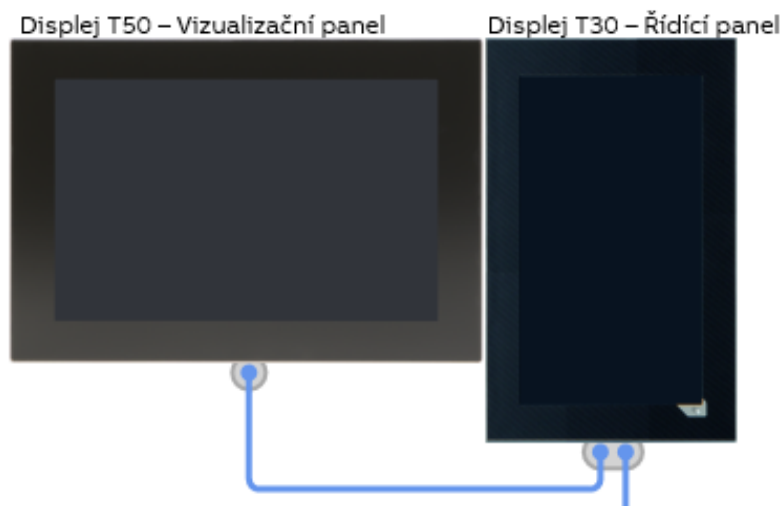 Displej T50 – Vizualizační panel
Displej T30 – Řídící panel